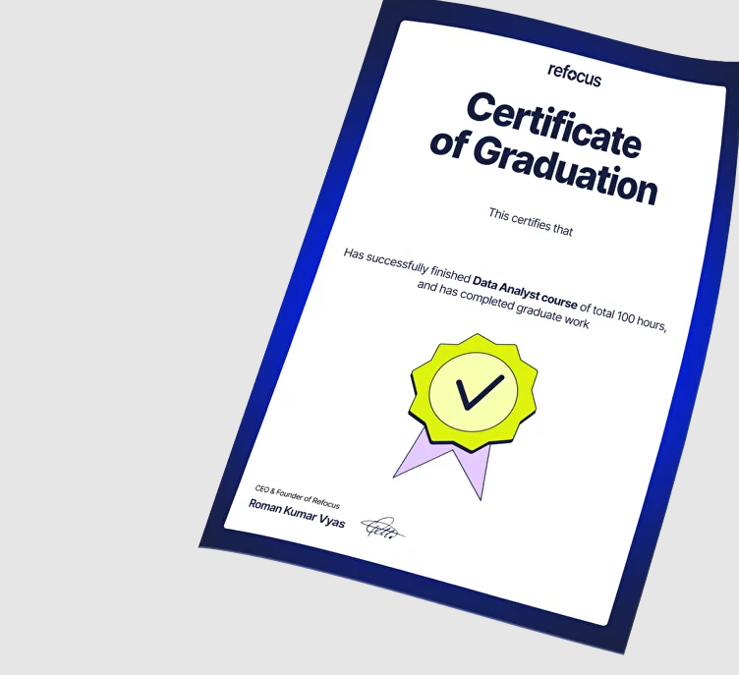 refocus
Certificate
of Graduation
This certifies that
Has successfully finished Data Analyst course of total 100 hours,
and has completed graduate work
CEO & Founder of Refocus
Roman Kumar Vyas